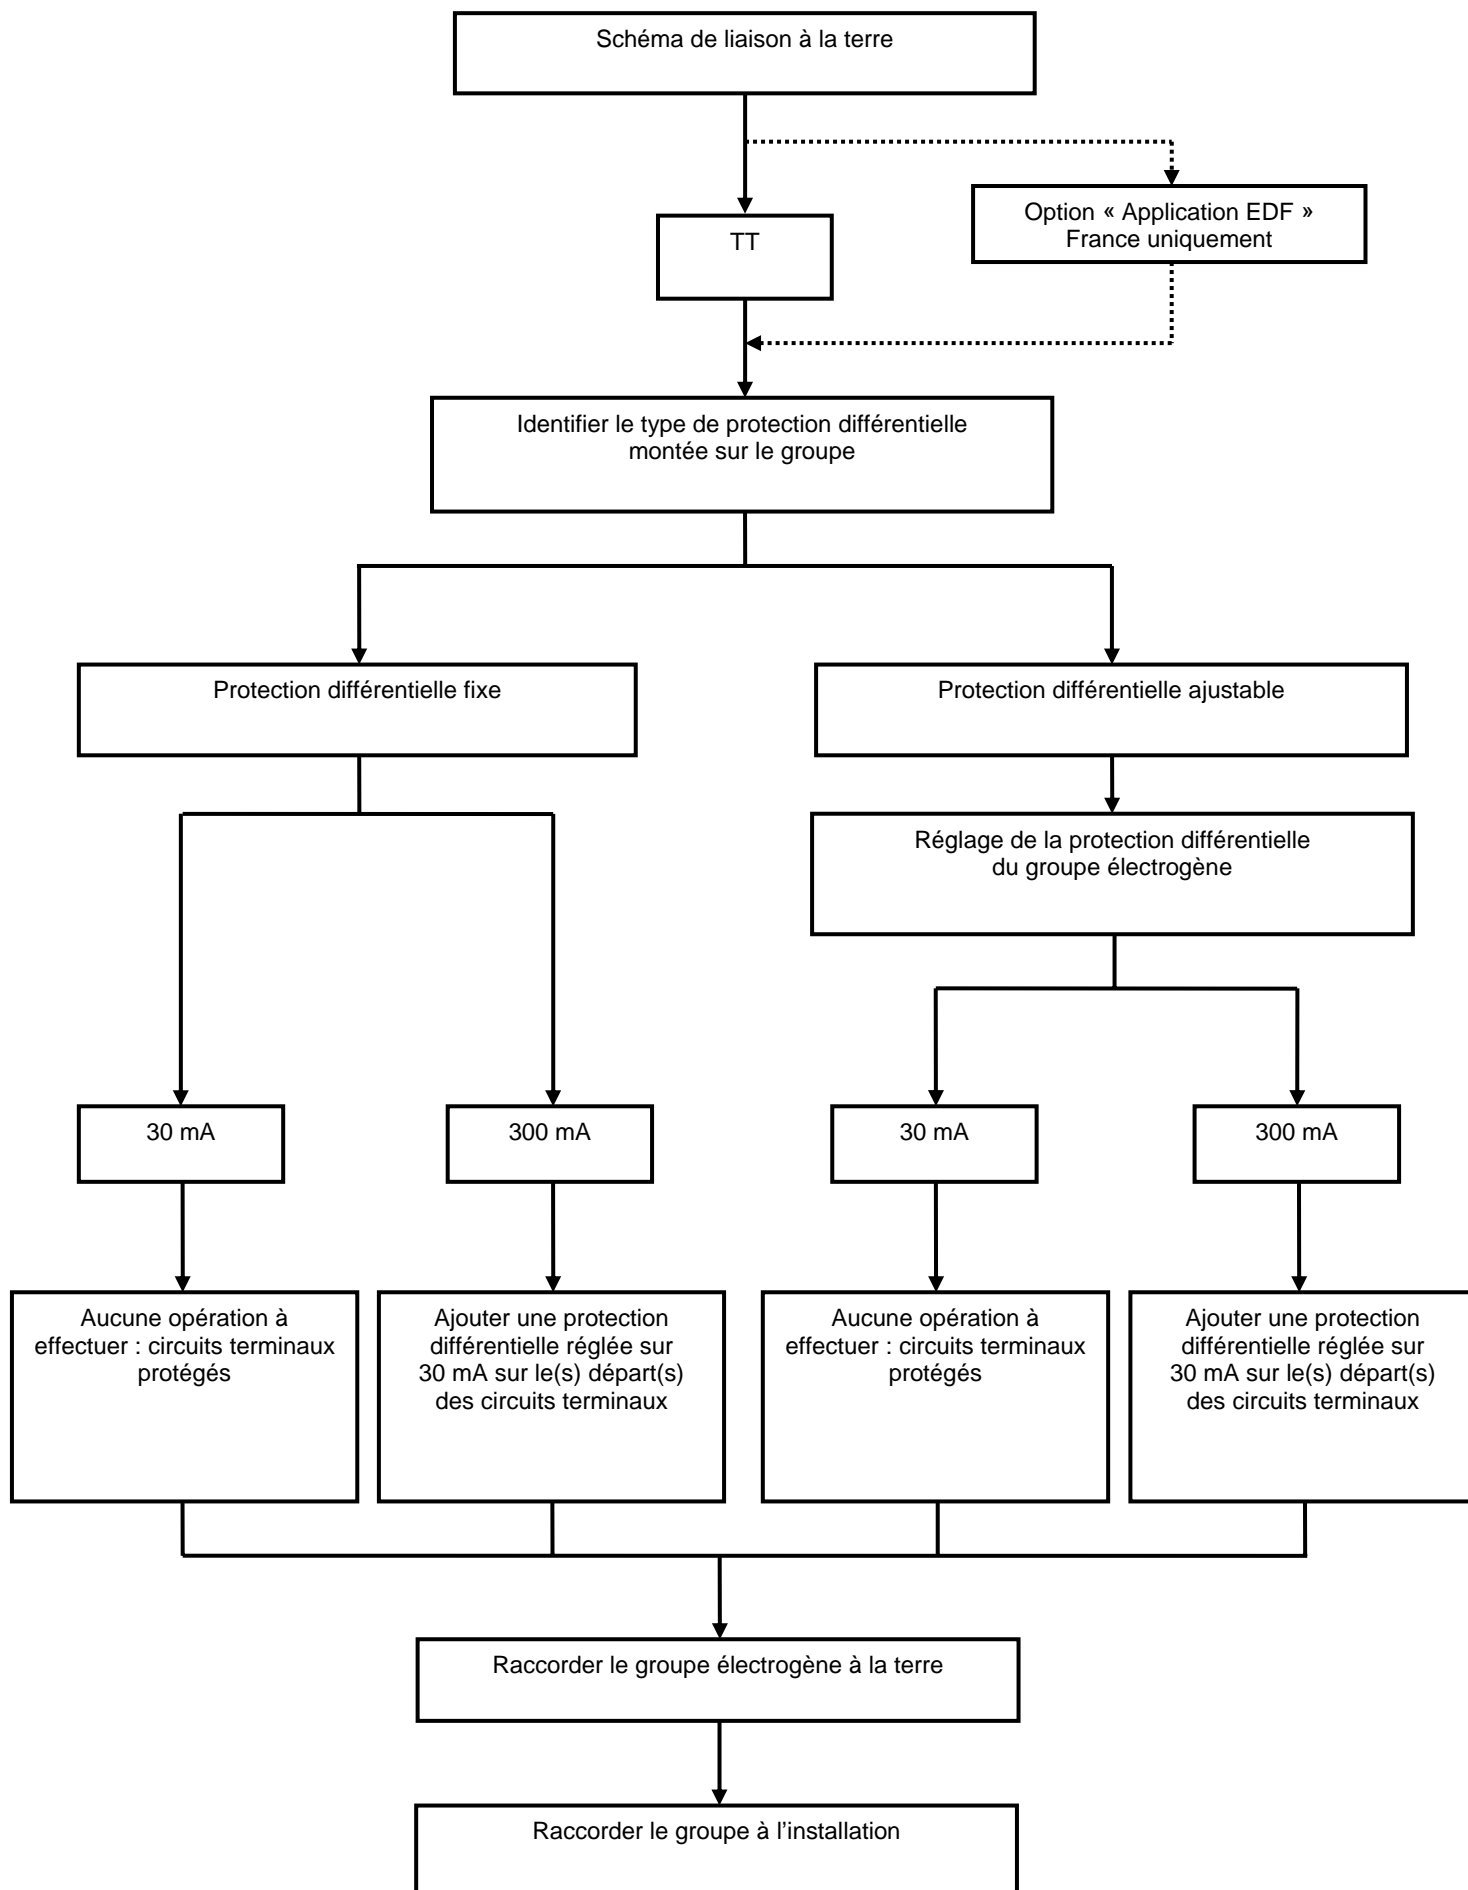 Schéma de liaison à la terre
TT
Option « Application EDF »
France uniquement
Identifier le type de protection différentielle
montée sur le groupe
Protection différentielle fixe
Protection différentielle ajustable
Réglage de la protection différentielle
du groupe électrogène
30 mA
300 mA
30 mA
300 mA
Aucune opération à
effectuer : circuits terminaux
protégés
Ajouter une protection
différentielle réglée sur
30 mA sur le(s) départ(s)
des circuits terminaux
Aucune opération à
effectuer : circuits terminaux
protégés
Ajouter une protection
différentielle réglée sur
30 mA sur le(s) départ(s)
des circuits terminaux
Raccorder le groupe électrogène à la terre
Raccorder le groupe à l’installation